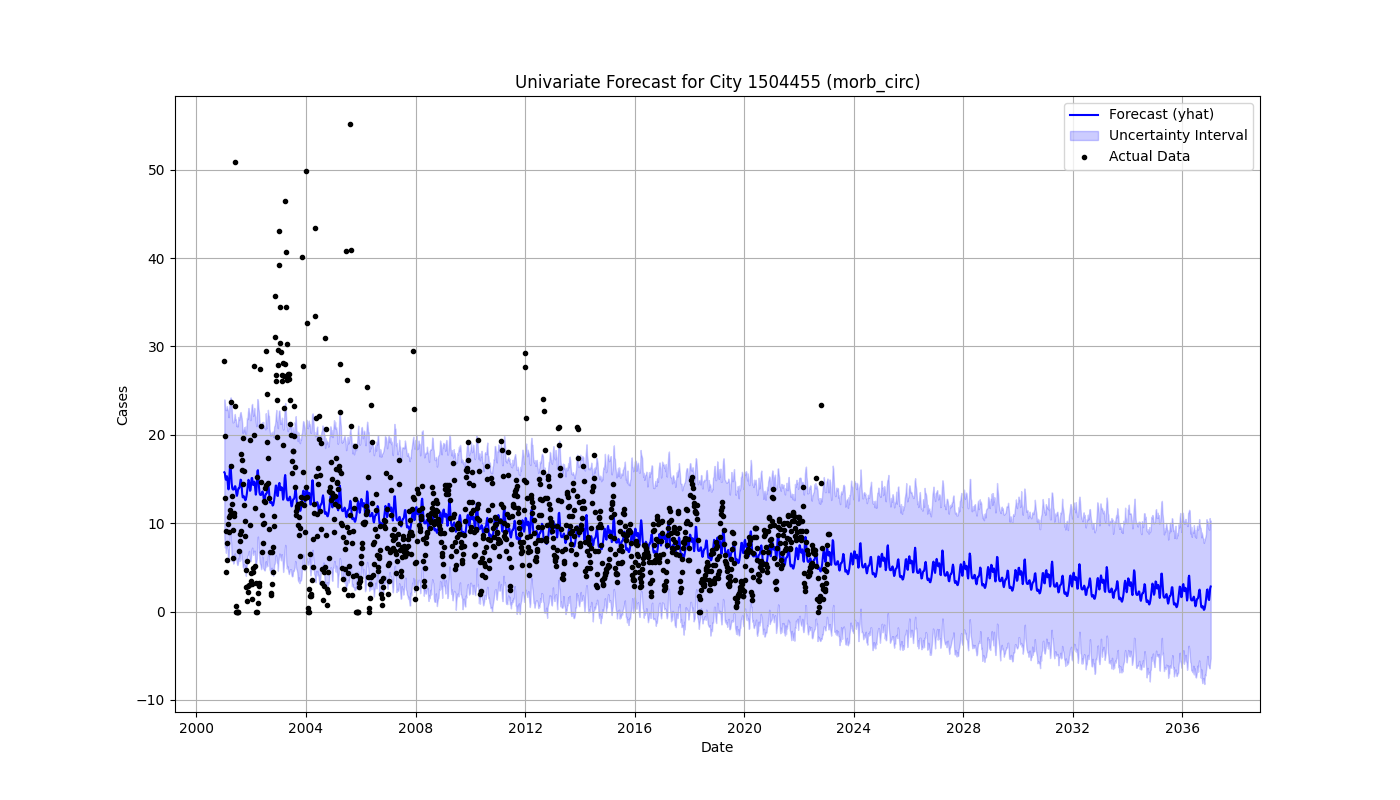 Univariate Forecast for City 1504455 (morb_circ)
Forecast (yhat)
Uncertainty Interval
Actual Data
Cases
50
40
30
20
10
0
−10
2000 2004 2008 2012 2016 2020 2024 2028 2032 2036
Date